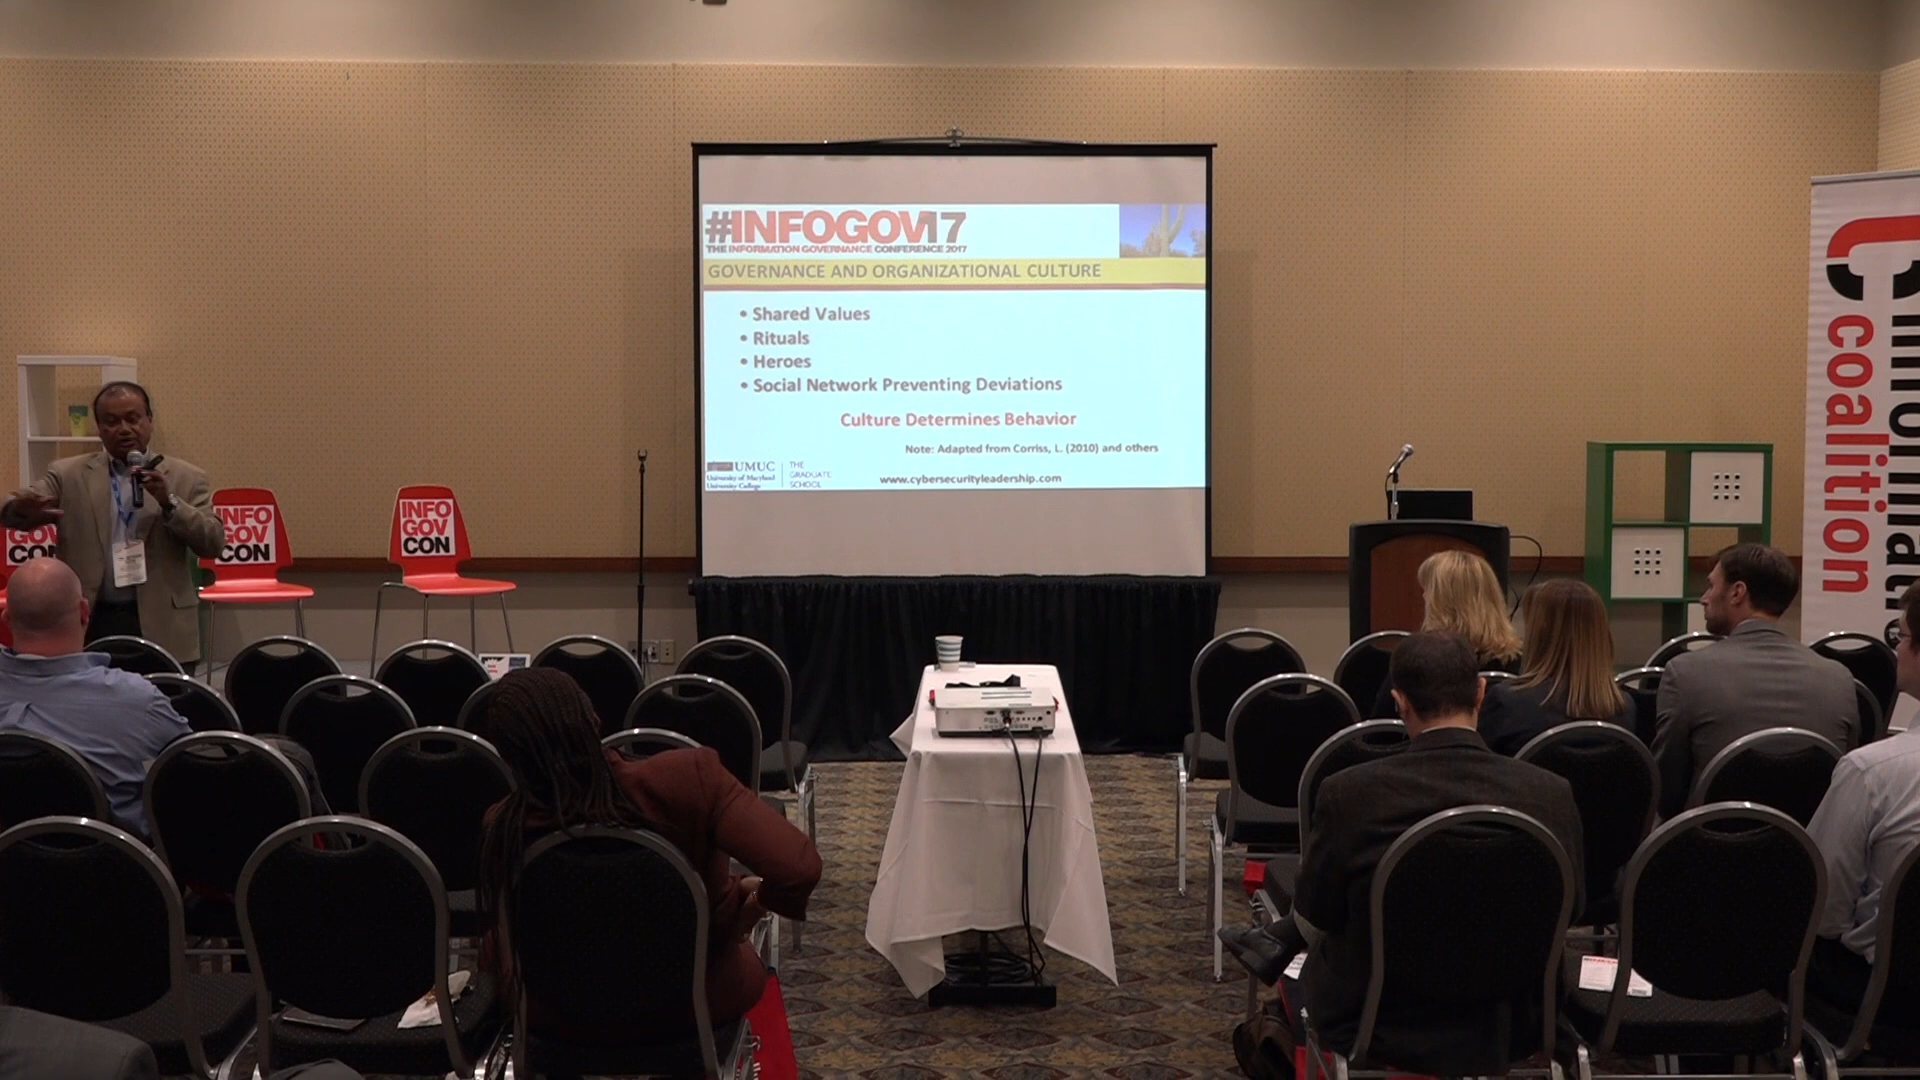 #INFOGOV17
THE INFORMATION GOVERNANCE CONFERENCE 2017
GOVERNANCE AND ORGANIZATIONAL CULTURE
• Shared Values
• Rituals
• Heroes
• Social Network Preventing Deviations
Culture Determines Behavior
Note: Adapted from Corriss, L. (2010) and others
UMUC
University of Maryland
University College
THE
GRADUATE
SCHOOL
www.cybersecurityleadership.com
INFO
GOV
CON
INFO
GOV
CON
GOV
coalition